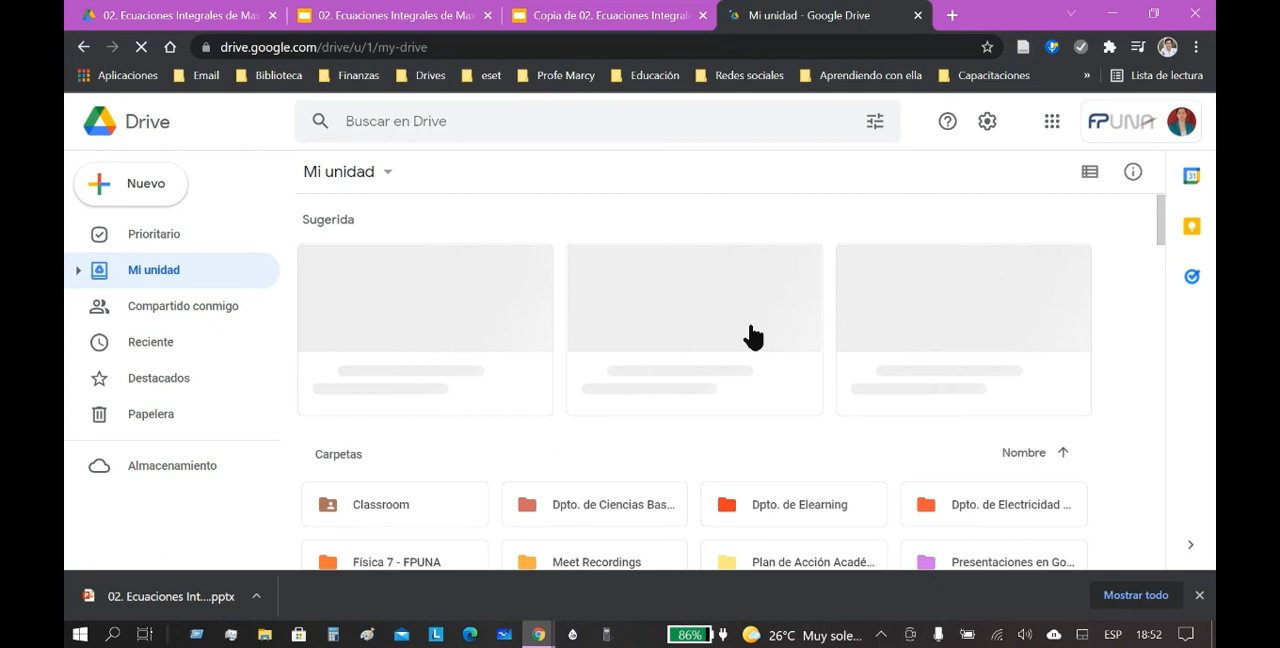 02. Ecuaciones Integrales de Max
02. Ecuaciones Integrales de Max
Copia de 02. Ecuaciones Integral
Mi unidad - Google Drive
drive.google.com/drive/u/1/my-drive
Aplicaciones
Email
Biblioteca
Finanzas
Drives
eset
Profe Marcy
Educación
Redes sociales
Aprendiendo con ella
Capacitaciones
»
Lista de lectura
Drive
Buscar en Drive
FPUNA
Nuevo
Mi unidad
31
Sugerida
Prioritario
Mi unidad
Compartido conmigo
Reciente
Destacados
Papelera
Almacenamiento
Carpetas
Nombre
Classroom
Dpto. de Ciencias Bas...
Dpto. de Elearning
Dpto. de Electricidad ...
Física 7 - FPUNA
Meet Recordings
Plan de Acción Acadé...
Presentaciones en Go...
02. Ecuaciones Int....pptx
Mostrar todo
86%
26°C Muy sole...
ESP
18:52